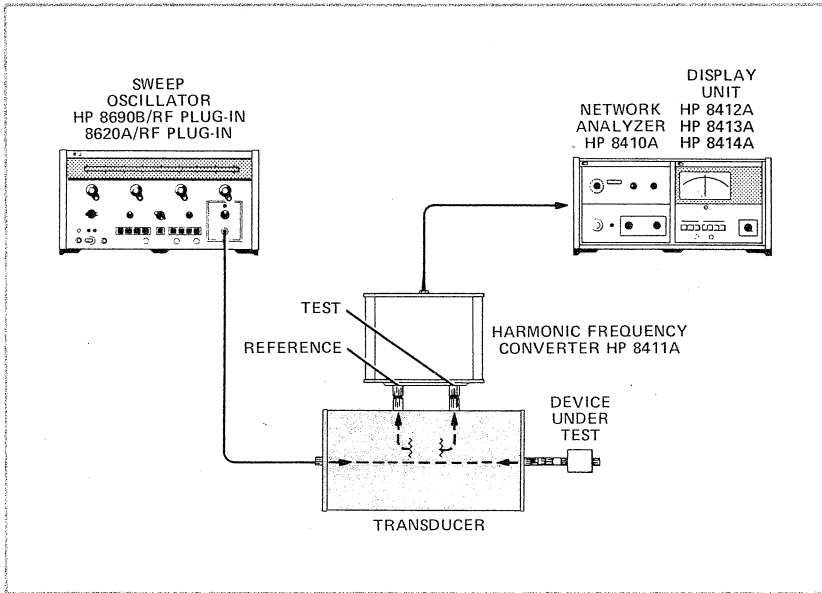 SWEEP
OSCILLATOR
HP 8690B/RF PLUG-IN
8620A/RF PLUG-IN
DISPLAY
UNIT
HP 8412A
HP 8413A
HP 8414A
NETWORK
ANALYZER
HP 8410A
TEST
REFERENCE
HARMONIC FREQUENCY
CONVERTER HP 8411A
DEVICE
UNDER
TEST
TRANSDUCER